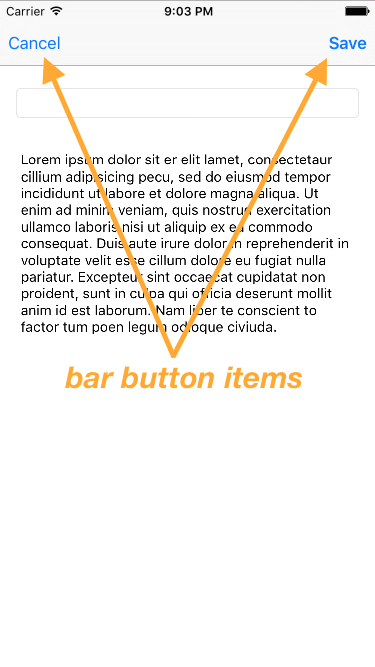 Carrier 9:03 PM
Cancel Save
Lorem ipsum dolor sit er elit lamet, consectetaur
cillium adipisicing pecu, sed do eiusmod tempor
incididunt ut labore et dolore magna aliqua. Ut
enim ad minim veniam, quis nostrud exercitation
ullamco laboris nisi ut aliquip ex ea commodo
consequat. Duis aute irure dolor in reprehenderit in
voluptate velit esse cillum dolore eu fugiat nulla
pariatur. Excepteur sint occaecat cupidatat non
proident, sunt in culpa qui officia deserunt mollit
anim id est laborum. Nam liber te conscient to
factor tum poen legum odioque civiuda.
bar button items